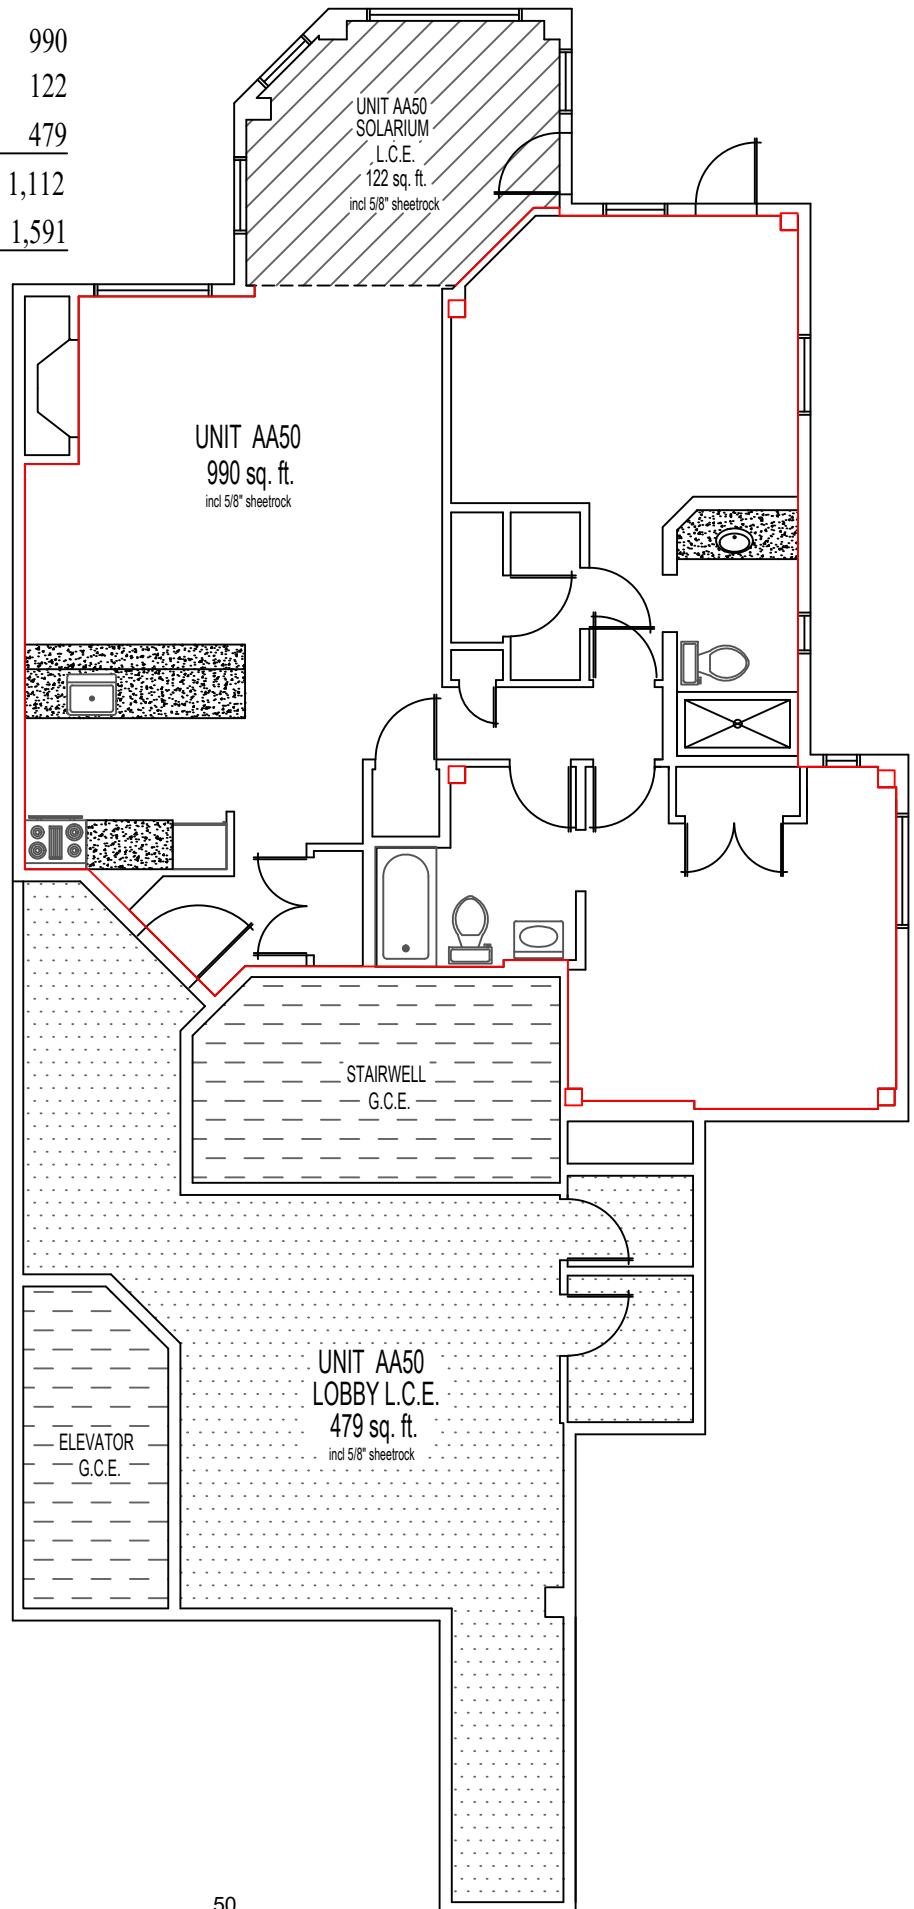 990
122
479
1,112
1,591
UNIT AA50
SOLARIUM
L.C.E.
122 sq. ft.
incl 5/8" sheetrock
UNIT AA50
990 sq. ft.
incl 5/8" sheetrock
STAIRWELL
G.C.E.
UNIT AA50
LOBBY L.C.E.
479 sq. ft.
incl 5/8" sheetrock
ELEVATOR
G.C.E.
50